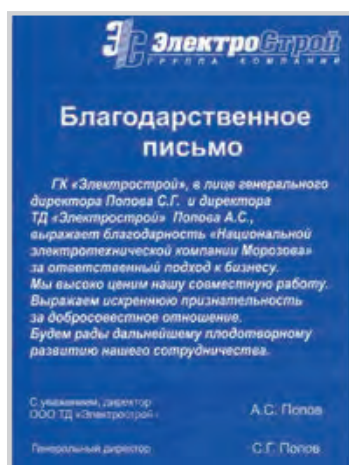 ЭС ЭлектроСтрой
ГРУППА КОМПАНИЙ
Благодарственное
письмо
ГК «Электрострой», в лице генерального
директора Попова С.Г. и директора
ТД «Электрострой» Попова А.С.,
выражает благодарность «Национальной
электротехнической компании Морозова»
за ответственный подход к бизнесу.
Мы высоко ценим нашу совместную работу.
Выражаем искреннюю признательность
за добросовестное отношение.
Будем рады дальнейшему плодотворному
развитию нашего сотрудничества.
С уважением, директор
ООО ТД «Электрострой»
А.С. Попов
Генеральный директор
С.Г. Попов